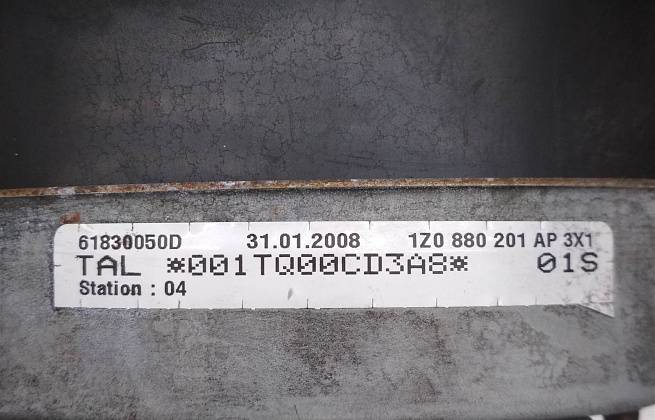 61830050D 31.01.2008 1Z0 880 201 AP 3X1
TAL *001TQ00CD3A8* 01S
Station : 04